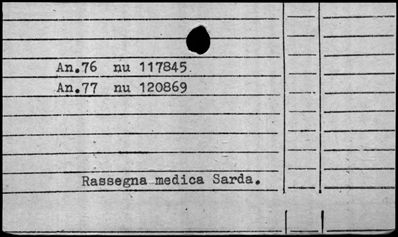 An.76 nu 117845
An.77 nu 120869
Rassegna medica Sarda.